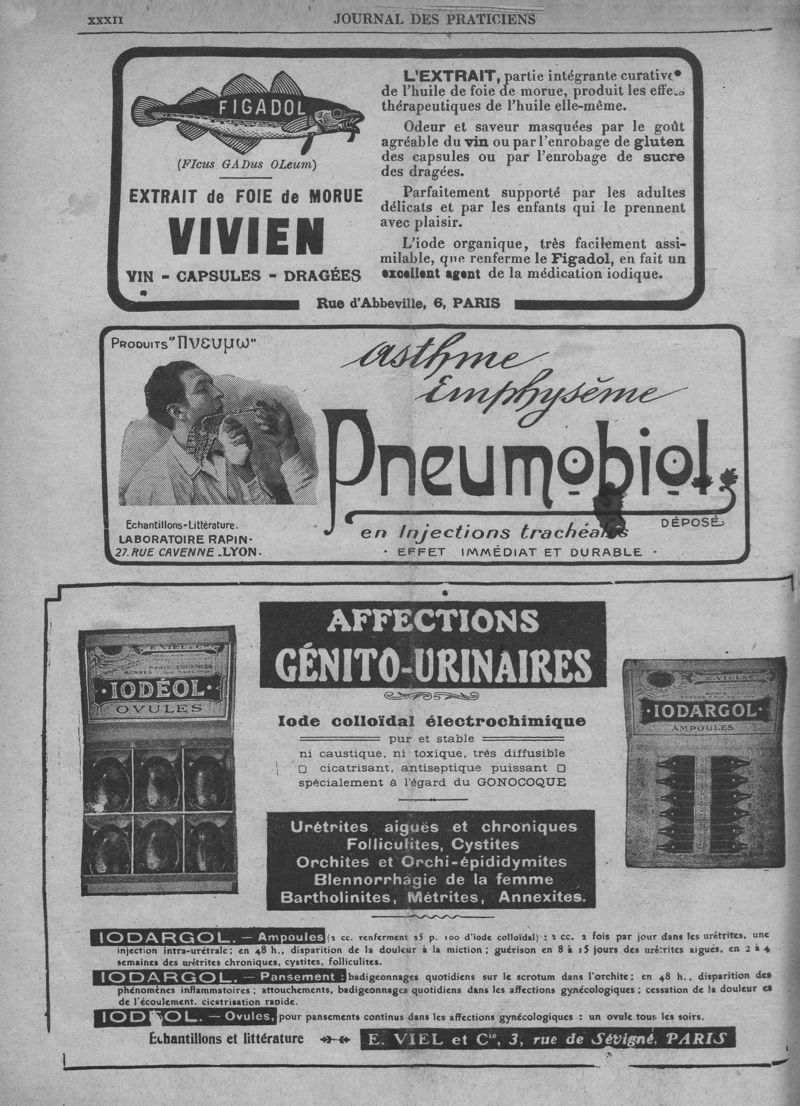 XXXII
JOURNAL DES PRATICIENS
FIGADOL
(FIcus GADus OLeum)
EXTRAIT de FOIE de MORUE
VIVIEN
VIN - CAPSULES - DRAGÉES
L'EXTRAIT, partie intégrante curative
de l'huile de foie de morue, produit les effets
thérapeutiques de l'huile elle-même.
Odeur et saveur masquées par le goût
agréable du vin ou par l'enrobage de gluten
des capsules ou par l'enrobage de sucre
des dragées.
Parfaitement supporté par les adultes
délicats et par les enfants qui le prennent
avec plaisir.
L'iode organique, très facilement assi-
milable, que renferme le Figadol, en fait un
excellent agent de la médication iodique.
Rue d'Abbeville, 6, PARIS
PRODUITS "Πνευμω"
Asthme
Emphysème
Pneumobiol
DÉPOSÉ
en Injections trachéales
· EFFET IMMÉDIAT ET DURABLE ·
Echantillons-Littérature.
LABORATOIRE RAPIN·
27. RUE CAVENNE _LYON.
AFFECTIONS
GÉNITO-URINAIRES
IODÉOL
OVULES
Iode colloïdal électrochimique
pur et stable
ni caustique, ni toxique, très diffusible
cicatrisant, antiseptique puissant
spécialement à l'égard du GONOCOQUE
E. VIEL & Cie
IODARGOL
AMPOULES
Urétrites aiguës et chroniques
Folliculites, Cystites
Orchites et Orchi-épididymites
Blennorrhagie de la femme
Bartholinites, Métrites, Annexites.
IODARGOL. — Ampoules (2 cc. renferment 25 p. 100 d'iode colloïdal) : 2 cc. 2 fois par jour dans les urétrites, une
injection intra-urétrale; en 48 h., disparition de la douleur à la miction; guérison en 8 à 15 jours des urétrites aigues, en 2 à 4
semaines des urétrites chroniques, cystites, folliculites.
IODARGOL. — Pansement : badigeonnages quotidiens sur le scrotum dans l'orchite; en 48 h., disparition des
phénomènes inflammatoires; attouchements, badigeonnages quotidiens dans les affections gynécologiques; cessation de la douleur et
de l'écoulement, cicatrisation rapide.
IODÉOL. — Ovules, pour pansements continus dans les affections gynécologiques : un ovule tous les soirs.
Échantillons et littérature
E. VIEL et Cie, 3, rue de Sévigné, PARIS